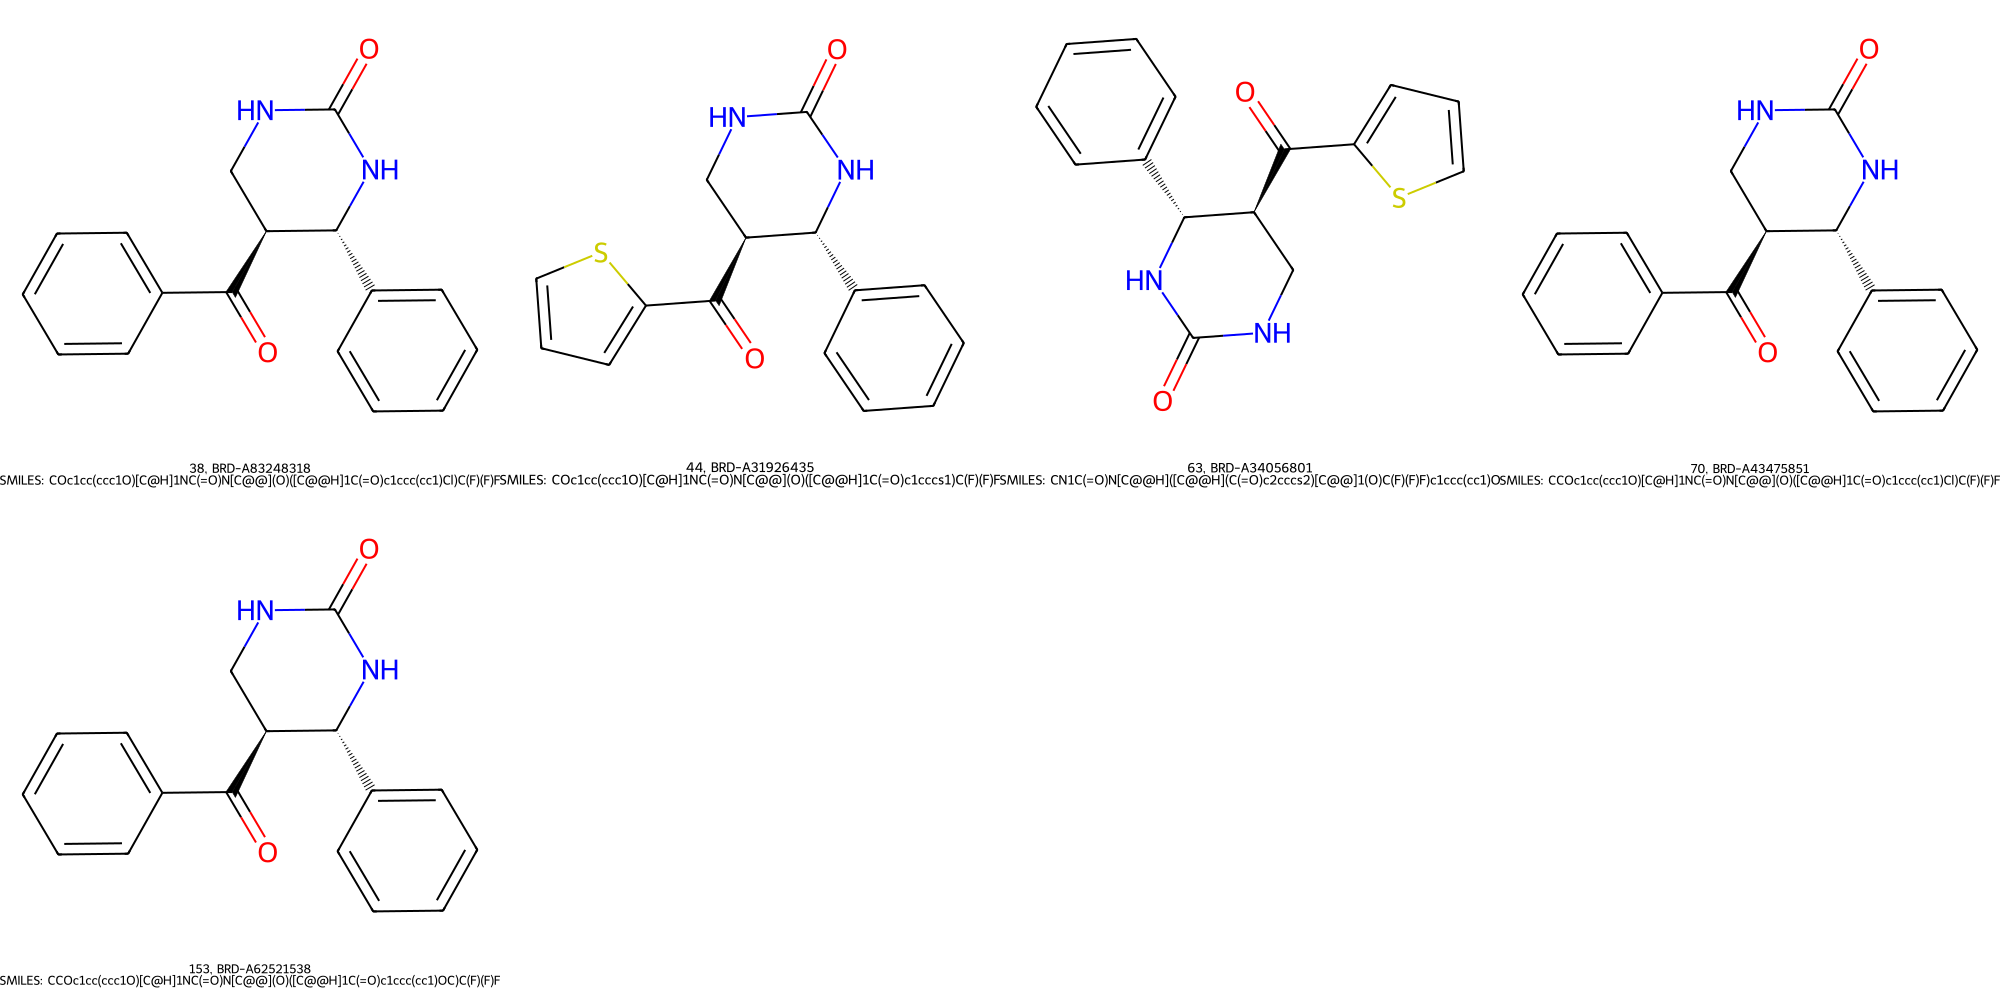 O
HN
NH
O
O
HN
NH
S
O
O
S
HN
NH
O
O
HN
NH
O
38, BRD-A83248318
44, BRD-A31926435
63, BRD-A34056801
70, BRD-A43475851
SMILES: COc1cc(ccc1O)[C@H]1NC(=O)N[C@@](O)([C@@H]1C(=O)c1ccc(cc1)Cl)C(F)(F)F
SMILES: COc1cc(ccc1O)[C@H]1NC(=O)N[C@@](O)([C@@H]1C(=O)c1cccs1)C(F)(F)F
SMILES: CN1C(=O)N[C@@H]([C@@H](C(=O)c2cccs2)[C@@]1(O)C(F)(F)F)c1ccc(cc1)O
SMILES: CCOc1cc(ccc1O)[C@H]1NC(=O)N[C@@](O)([C@@H]1C(=O)c1ccc(cc1)Cl)C(F)(F)F
O
HN
NH
O
153, BRD-A62521538
SMILES: CCOc1cc(ccc1O)[C@H]1NC(=O)N[C@@](O)([C@@H]1C(=O)c1ccc(cc1)OC)C(F)(F)F